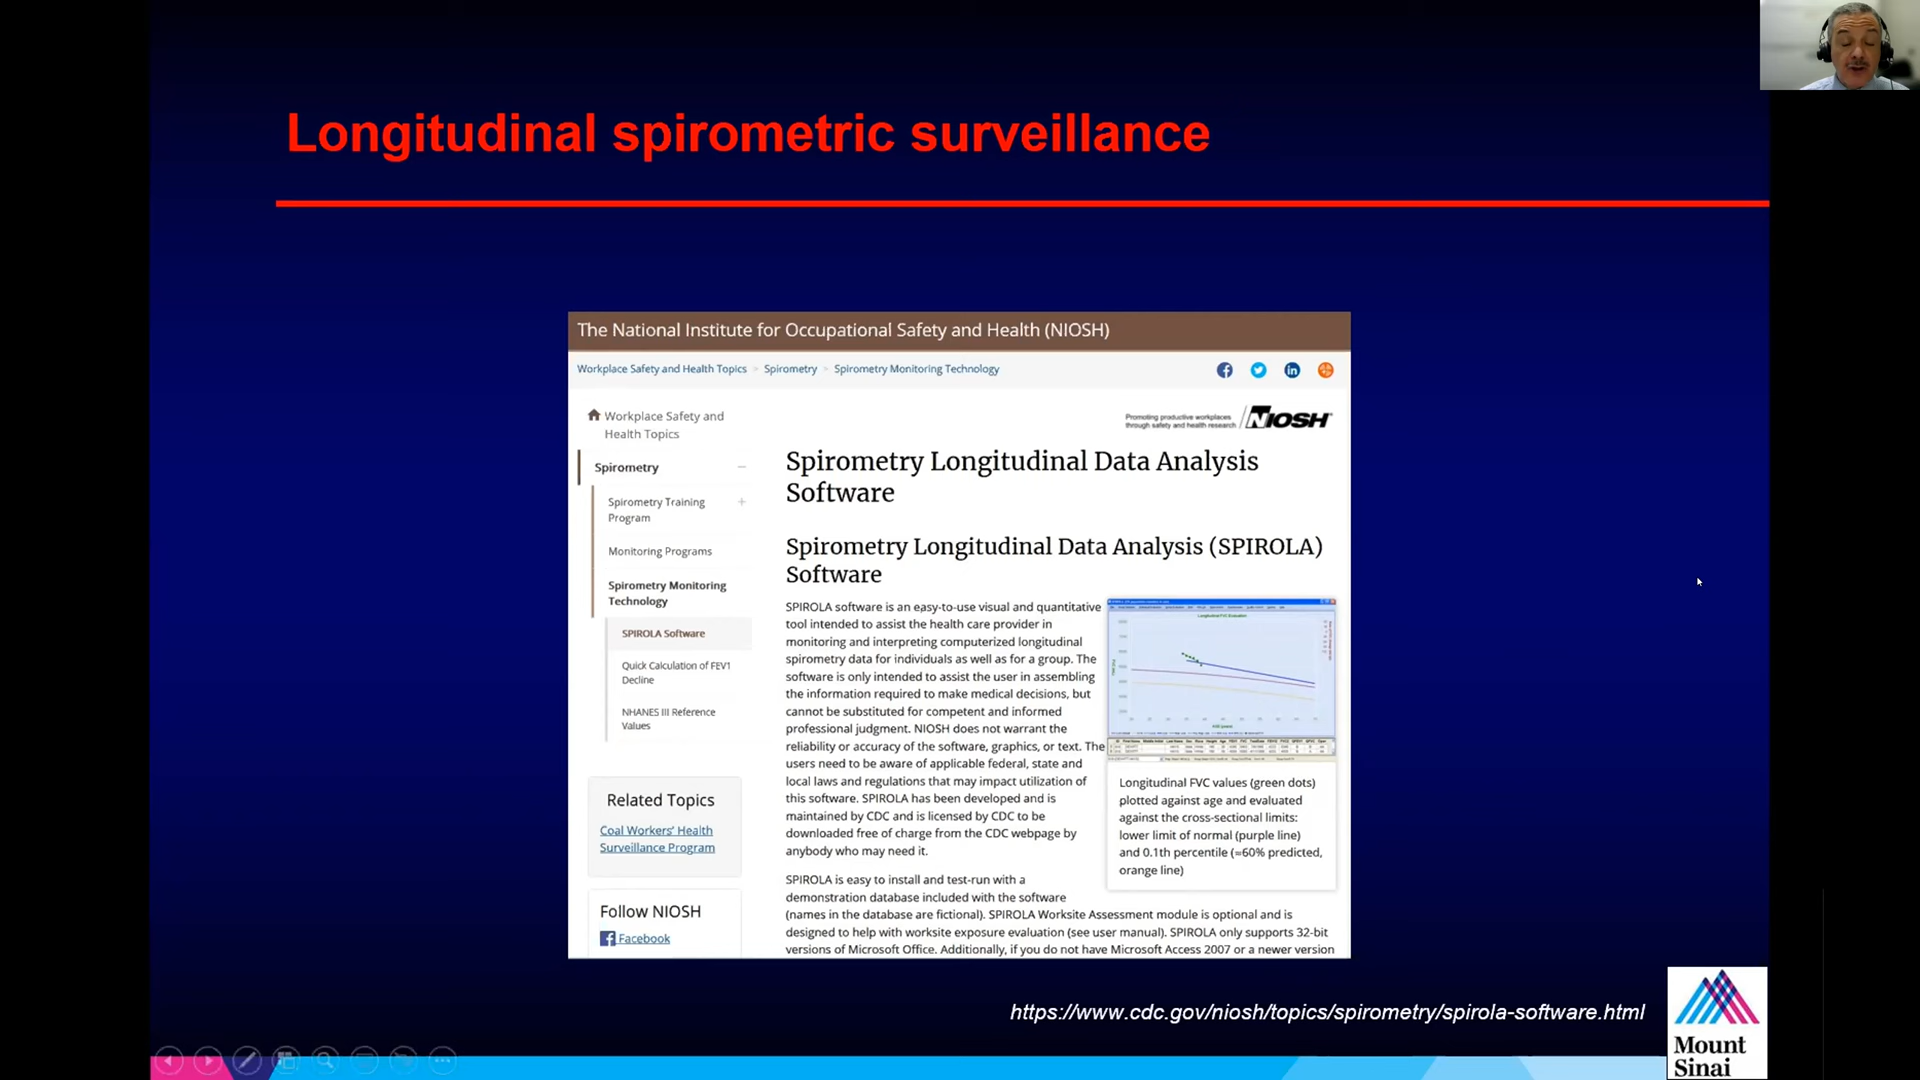 Longitudinal spirometric surveillance
The National Institute for Occupational Safety and Health (NIOSH)
Workplace Safety and Health Topics > Spirometry > Spirometry Monitoring Technology
Workplace Safety and
Health Topics
Spirometry
Spirometry Training
Program
Monitoring Programs
Spirometry Monitoring
Technology
SPIROLA Software
Quick Calculation of FEV1
Decline
NHANES III Reference
Values
Related Topics
Coal Workers' Health
Surveillance Program
Follow NIOSH
Facebook
Promoting productive workplaces
through safety and health research
NIOSH
Spirometry Longitudinal Data Analysis
Software
Spirometry Longitudinal Data Analysis (SPIROLA)
Software
SPIROLA software is an easy-to-use visual and quantitative
tool intended to assist the health care provider in
monitoring and interpreting computerized longitudinal
spirometry data for individuals as well as for a group. The
software is only intended to assist the user in assembling
the information required to make medical decisions, but
cannot be substituted for competent and informed
professional judgment. NIOSH does not warrant the
reliability or accuracy of the software, graphics, or text. The
users need to be aware of applicable federal, state and
local laws and regulations that may impact utilization of
this software. SPIROLA has been developed and is
maintained by CDC and is licensed by CDC to be
downloaded free of charge from the CDC webpage by
anybody who may need it.
Longitudinal FVC values (green dots)
plotted against age and evaluated
against the cross-sectional limits:
lower limit of normal (purple line)
and 0.1th percentile (≈60% predicted,
orange line)
SPIROLA is easy to install and test-run with a
demonstration database included with the software
(names in the database are fictional). SPIROLA Worksite Assessment module is optional and is
designed to help with worksite exposure evaluation (see user manual). SPIROLA only supports 32-bit
versions of Microsoft Office. Additionally, if you do not have Microsoft Access 2007 or a newer version
https://www.cdc.gov/niosh/topics/spirometry/spirola-software.html
Mount
Sinai